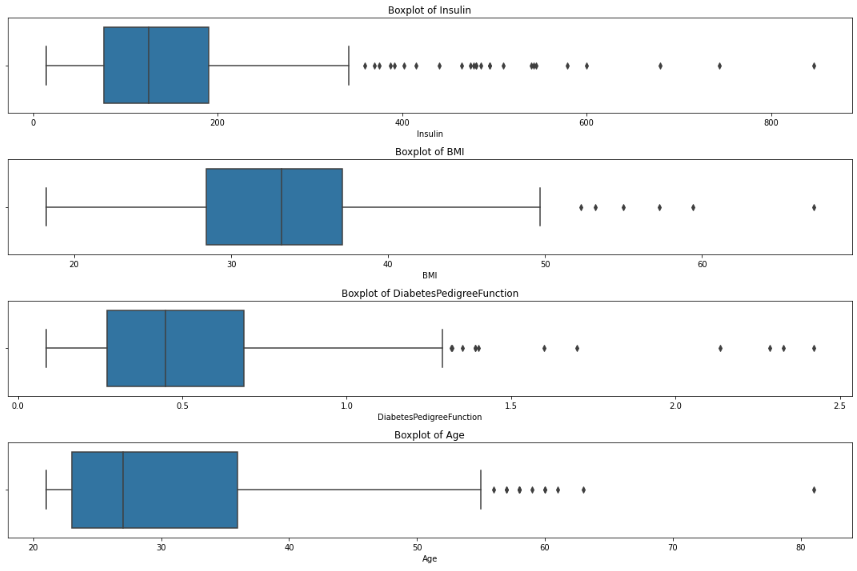 Boxplot of Insulin
0 200 400 600 800
Insulin
Boxplot of BMI
20 30 40 50 60
BMI
Boxplot of DiabetesPedigreeFunction
0.0 0.5 1.0 1.5 2.0 2.5
DiabetesPedigreeFunction
Boxplot of Age
20 30 40 50 60 70 80
Age